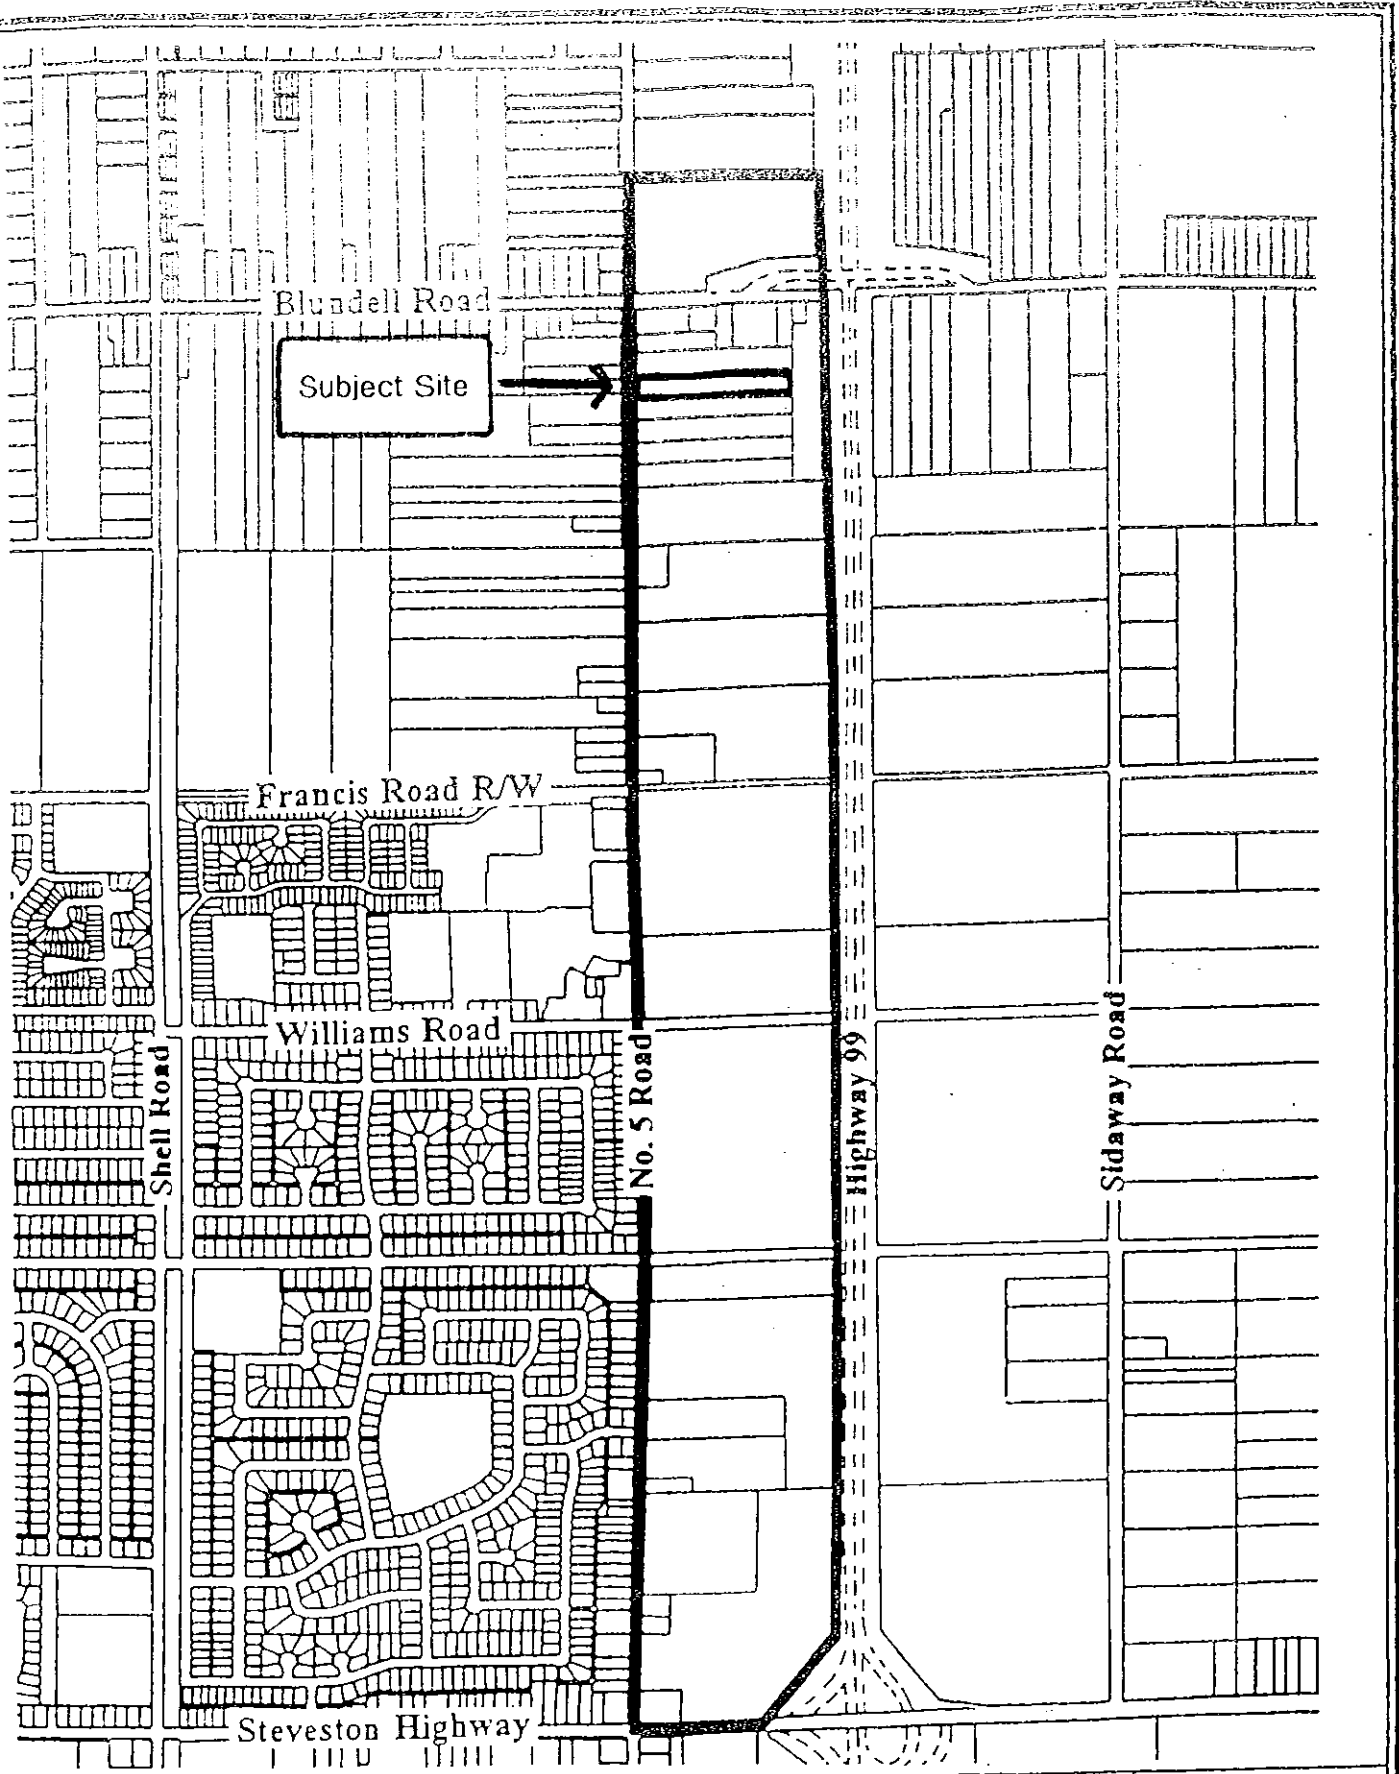 Blundell Road
Subject Site
Francis Road R/W
Williams Road
Shell Road
No. 5 Road
Highway 99
Sidaway Road
Steveston Highway